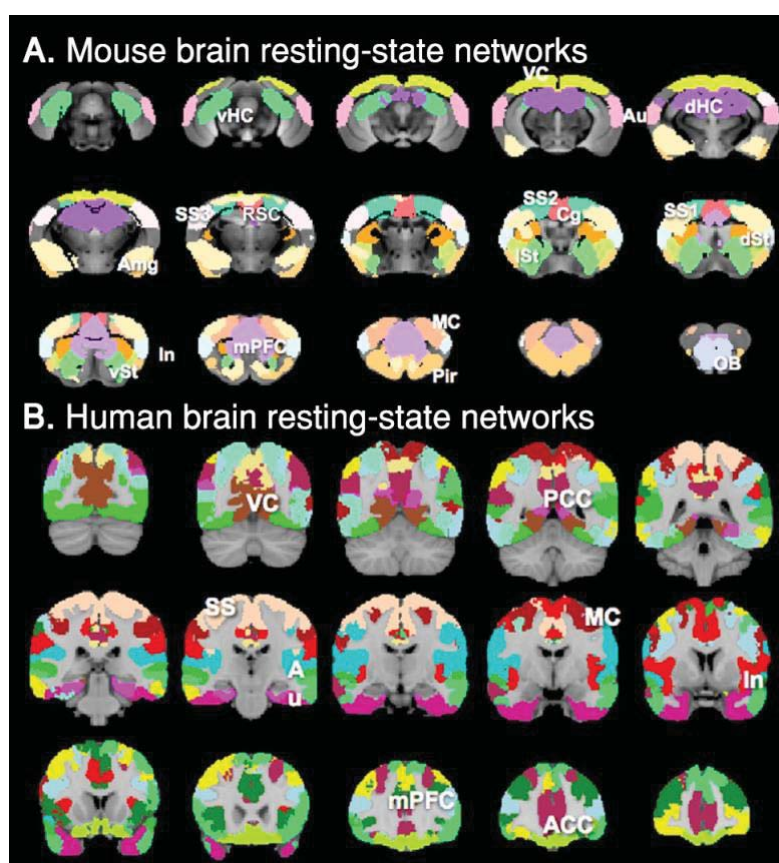 A. Mouse brain resting-state networks
VC
vHC
dHC
Au
SS3
RSC
SS2
Cg
SS1
lSt
dSt
Amg
In
vSt
mPFC
MC
Pir
OB
B. Human brain resting-state networks
VC
PCC
SS
A
u
MC
In
mPFC
ACC